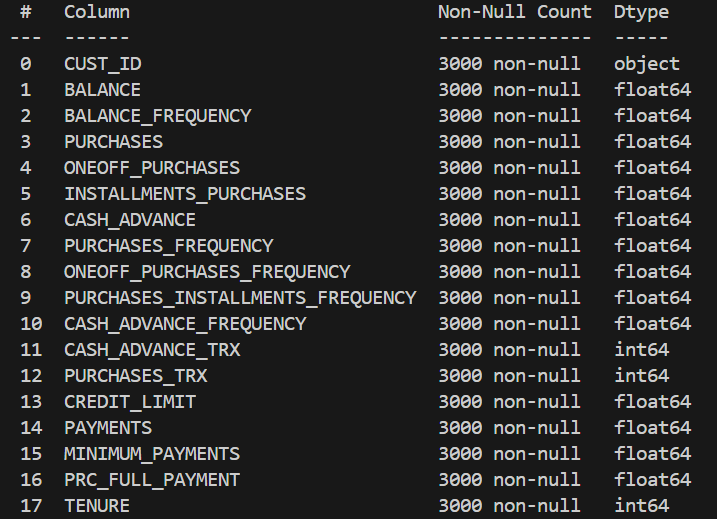 #   Column                            Non-Null Count  Dtype
---  ------                            --------------  -----
0   CUST_ID                           3000 non-null   object
1   BALANCE                           3000 non-null   float64
2   BALANCE_FREQUENCY                 3000 non-null   float64
3   PURCHASES                         3000 non-null   float64
4   ONEOFF_PURCHASES                  3000 non-null   float64
5   INSTALLMENTS_PURCHASES            3000 non-null   float64
6   CASH_ADVANCE                      3000 non-null   float64
7   PURCHASES_FREQUENCY               3000 non-null   float64
8   ONEOFF_PURCHASES_FREQUENCY        3000 non-null   float64
9   PURCHASES_INSTALLMENTS_FREQUENCY  3000 non-null   float64
10  CASH_ADVANCE_FREQUENCY            3000 non-null   float64
11  CASH_ADVANCE_TRX                  3000 non-null   int64
12  PURCHASES_TRX                     3000 non-null   int64
13  CREDIT_LIMIT                      3000 non-null   float64
14  PAYMENTS                          3000 non-null   float64
15  MINIMUM_PAYMENTS                  3000 non-null   float64
16  PRC_FULL_PAYMENT                  3000 non-null   float64
17  TENURE                            3000 non-null   int64